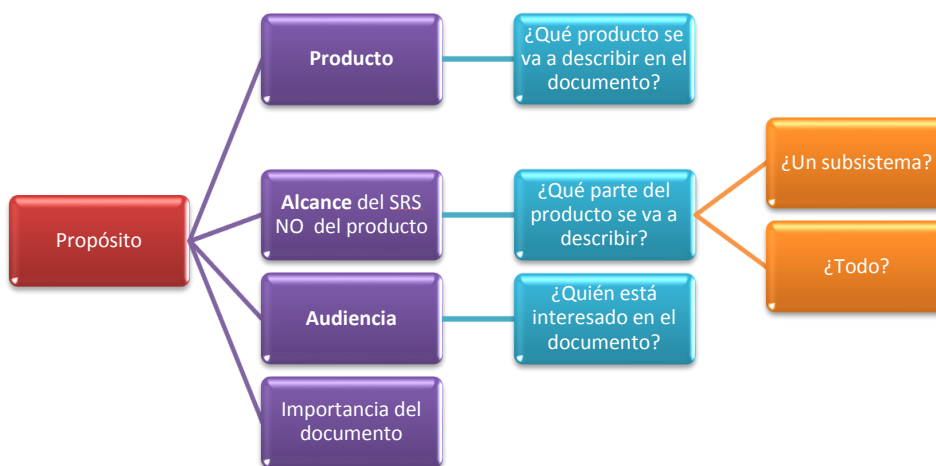 Propósito
Producto
¿Qué producto se
va a describir en el
documento?
Alcance del SRS
NO del producto
¿Qué parte del
producto se va a
describir?
¿Un subsistema?
¿Todo?
Audiencia
¿Quién está
interesado en el
documento?
Importancia del
documento